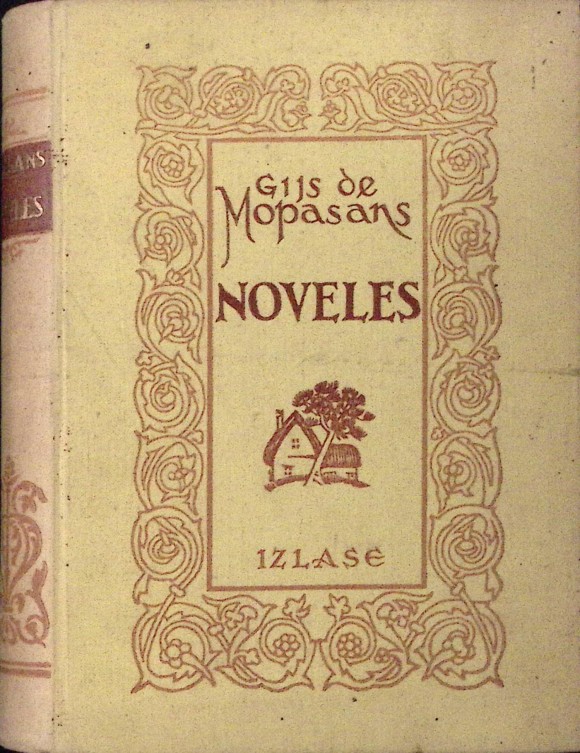 Gijs de
Mopasans
NOVELES
IZLASE